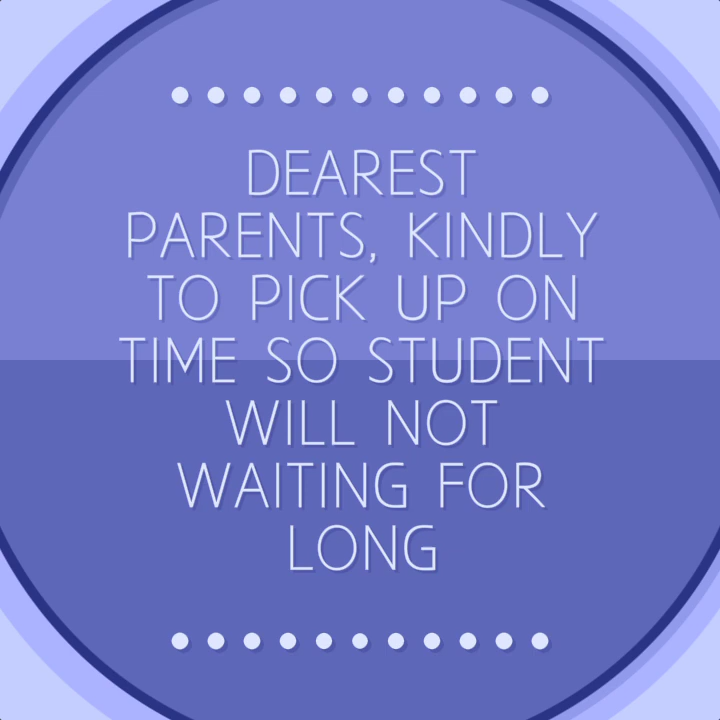 DEAREST
PARENTS, KINDLY
TO PICK UP ON
TIME SO STUDENT
WILL NOT
WAITING FOR
LONG